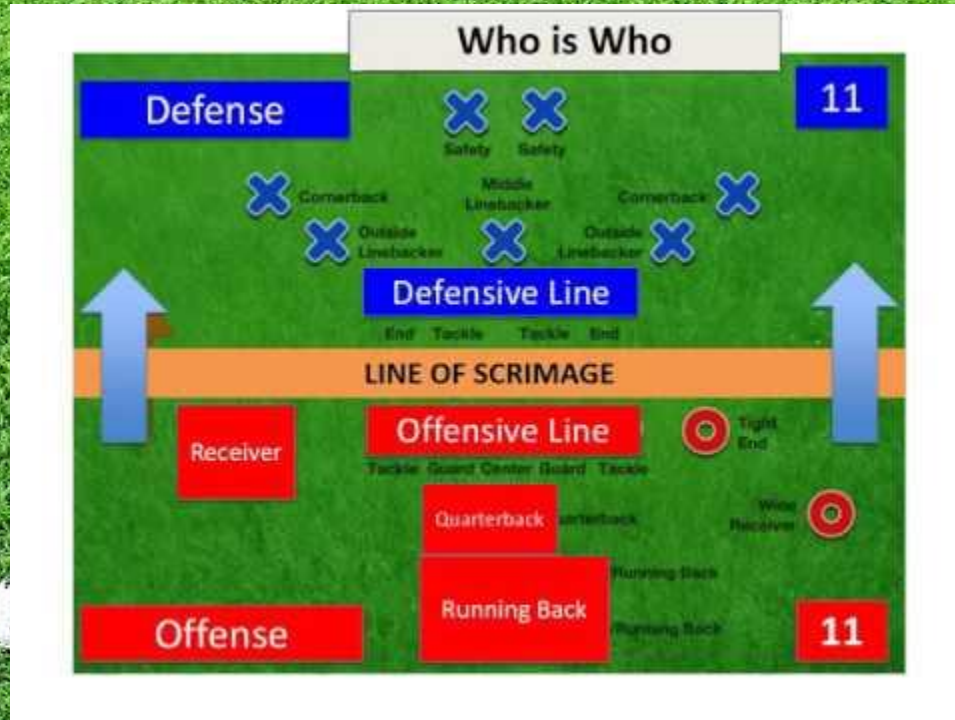 Who is Who
Defense
11
Safety Safety
Cornerback
Middle
Linebacker
Cornerback
Outside
Linebacker
Outside
Linebacker
Defensive Line
End Tackle Tackle End
LINE OF SCRIMAGE
Receiver
Offensive Line
Tight
End
Tackle Guard Center Guard Tackle
Quarterback
arterback
Wide
Receiver
Running Back
Running Back
Running Back
Offense
11